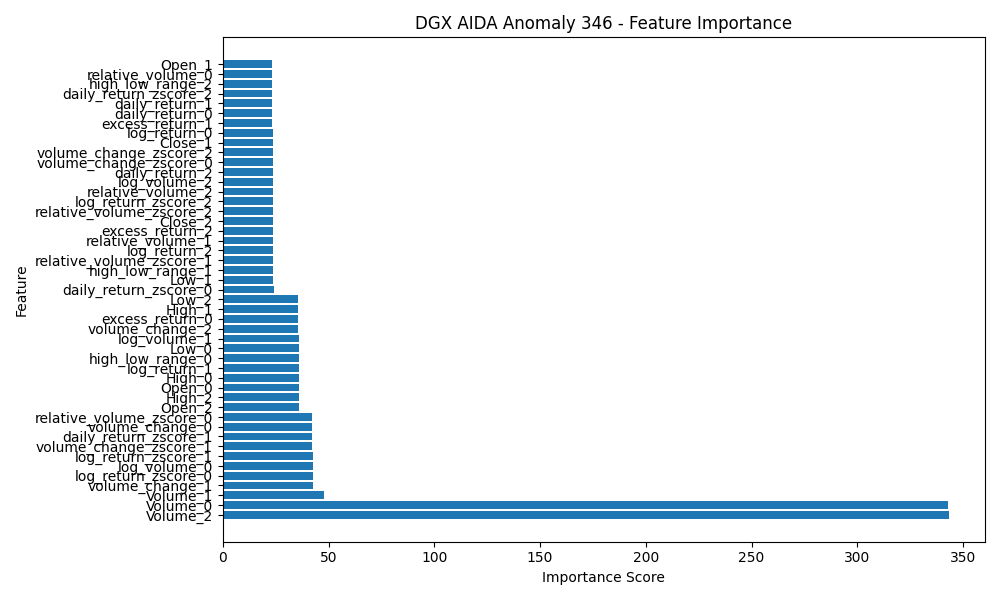 DGX AIDA Anomaly 346 - Feature Importance
Open_1
relative_volume_0
high_low_range_2
daily_return_zscore_2
daily_return_1
daily_return_0
excess_return_1
log_return_0
Close_1
volume_change_zscore_2
volume_change_zscore_0
daily_return_2
log_volume_2
relative_volume_2
log_return_zscore_2
relative_volume_zscore_2
Close_2
excess_return_2
relative_volume_1
log_return_2
relative_volume_zscore_1
high_low_range_1
Low_1
daily_return_zscore_0
Low_2
High_1
excess_return_0
volume_change_2
log_volume_1
Low_0
high_low_range_0
log_return_1
High_0
Open_0
High_2
Open_2
relative_volume_zscore_0
volume_change_0
daily_return_zscore_1
volume_change_zscore_1
log_return_zscore_1
log_volume_0
log_return_zscore_0
volume_change_1
Volume_1
Volume_0
Volume_2
Feature
0 50 100 150 200 250 300 350
Importance Score